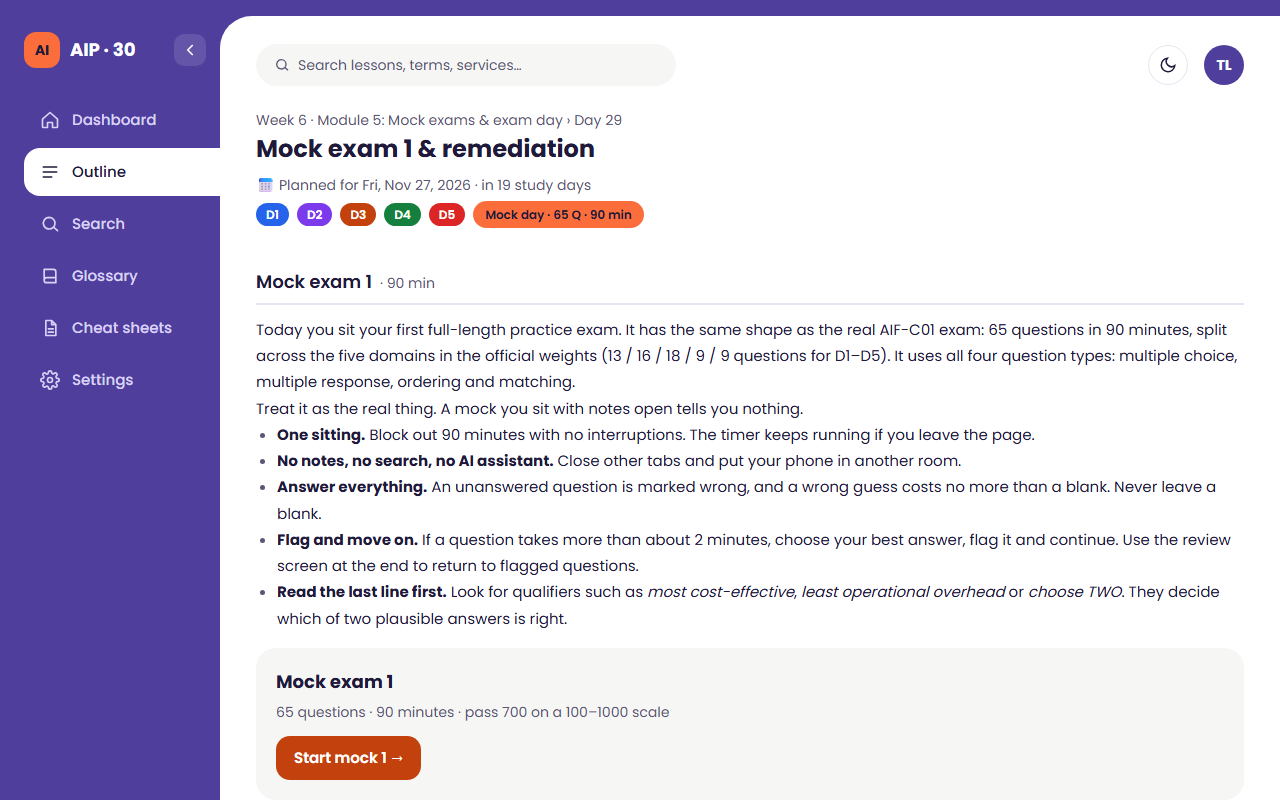 AI AIP · 30
Dashboard
Outline
Search
Glossary
Cheat sheets
Settings
Search lessons, terms, services…
TL
Week 6 · Module 5: Mock exams & exam day › Day 29
Mock exam 1 & remediation
Planned for Fri, Nov 27, 2026 · in 19 study days
D1 D2 D3 D4 D5 Mock day · 65 Q · 90 min
Mock exam 1 · 90 min
Today you sit your first full-length practice exam. It has the same shape as the real AIF-C01 exam: 65 questions in 90 minutes, split
across the five domains in the official weights (13 / 16 / 18 / 9 / 9 questions for D1–D5). It uses all four question types: multiple choice,
multiple response, ordering and matching.
Treat it as the real thing. A mock you sit with notes open tells you nothing.
• One sitting. Block out 90 minutes with no interruptions. The timer keeps running if you leave the page.
• No notes, no search, no AI assistant. Close other tabs and put your phone in another room.
• Answer everything. An unanswered question is marked wrong, and a wrong guess costs no more than a blank. Never leave a
blank.
• Flag and move on. If a question takes more than about 2 minutes, choose your best answer, flag it and continue. Use the review
screen at the end to return to flagged questions.
• Read the last line first. Look for qualifiers such as most cost-effective, least operational overhead or choose TWO. They decide
which of two plausible answers is right.
Mock exam 1
65 questions · 90 minutes · pass 700 on a 100–1000 scale
Start mock 1 →